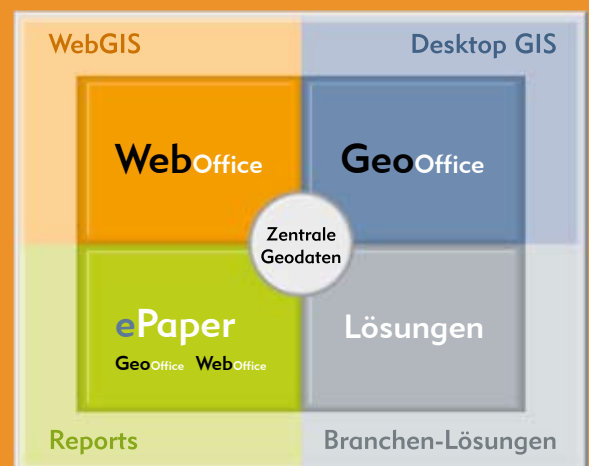 WebGIS
Desktop GIS
WebOffice
GeoOffice
Zentrale
Geodaten
ePaper
GeoOffice WebOffice
Lösungen
Reports
Branchen-Lösungen